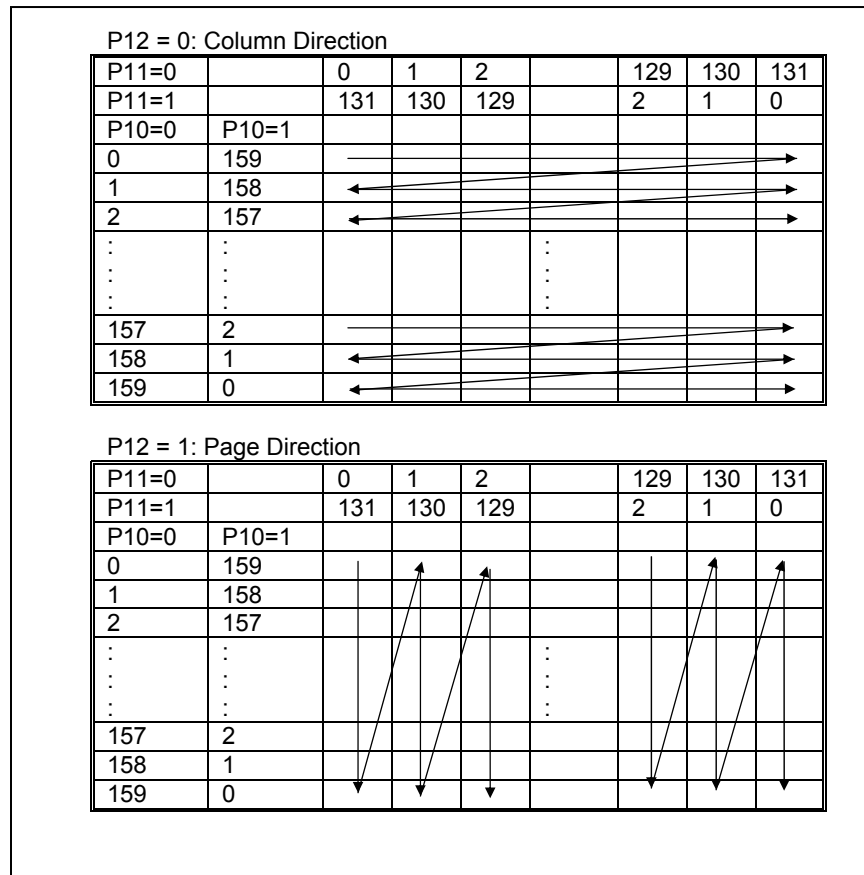 P12 = 0: Column Direction
P11=0 0 1 2 129 130 131
P11=1 131 130 129 2 1 0
P10=0 P10=1
0 159
1 158
2 157
: : :
: : :
: : :
157 2
158 1
159 0
P12 = 1: Page Direction
P11=0 0 1 2 129 130 131
P11=1 131 130 129 2 1 0
P10=0 P10=1
0 159
1 158
2 157
: : :
: : :
: : :
157 2
158 1
159 0